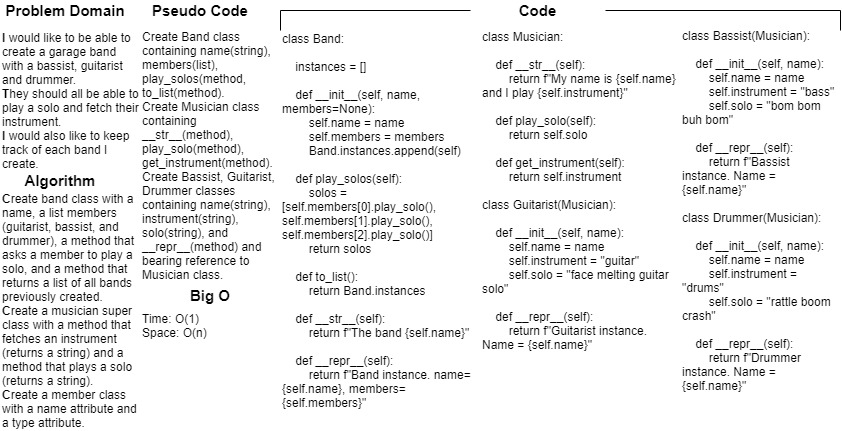 Problem Domain
I would like to be able to
create a garage band
with a bassist, guitarist
and drummer.
They should all be able to
play a solo and fetch their
instrument.
I would also like to keep
track of each band I
create.
Algorithm
Create band class with a
name, a list members
(guitarist, bassist, and
drummer), a method that
asks a member to play a
solo, and a method that
returns a list of all bands
previously created.
Create a musician super
class with a method that
fetches an instrument
(returns a string) and a
method that plays a solo
(returns a string).
Create a member class
with a name attribute and
a type attribute.
Pseudo Code
Create Band class
containing name(string),
members(list),
play_solos(method,
to_list(method).
Create Musician class
containing
__str__(method),
play_solo(method),
get_instrument(method).
Create Bassist, Guitarist,
Drummer classes
containing name(string),
instrument(string),
solo(string), and
__repr__(method) and
bearing reference to
Musician class.
Big O
Time: O(1)
Space: O(n)
Code
class Band:
instances = []
def __init__(self, name,
members=None):
self.name = name
self.members = members
Band.instances.append(self)
def play_solos(self):
solos =
[self.members[0].play_solo(),
self.members[1].play_solo(),
self.members[2].play_solo()]
return solos
def to_list():
return Band.instances
def __str__(self):
return f"The band {self.name}"
def __repr__(self):
return f"Band instance. name=
{self.name}, members=
{self.members}"
class Musician:
def __str__(self):
return f"My name is {self.name}
and I play {self.instrument}"
def play_solo(self):
return self.solo
def get_instrument(self):
return self.instrument
class Guitarist(Musician):
def __init__(self, name):
self.name = name
self.instrument = "guitar"
self.solo = "face melting guitar
solo"
def __repr__(self):
return f"Guitarist instance.
Name = {self.name}"
class Bassist(Musician):
def __init__(self, name):
self.name = name
self.instrument = "bass"
self.solo = "bom bom
buh bom"
def __repr__(self):
return f"Bassist
instance. Name =
{self.name}"
class Drummer(Musician):
def __init__(self, name):
self.name = name
self.instrument =
"drums"
self.solo = "rattle boom
crash"
def __repr__(self):
return f"Drummer
instance. Name =
{self.name}"